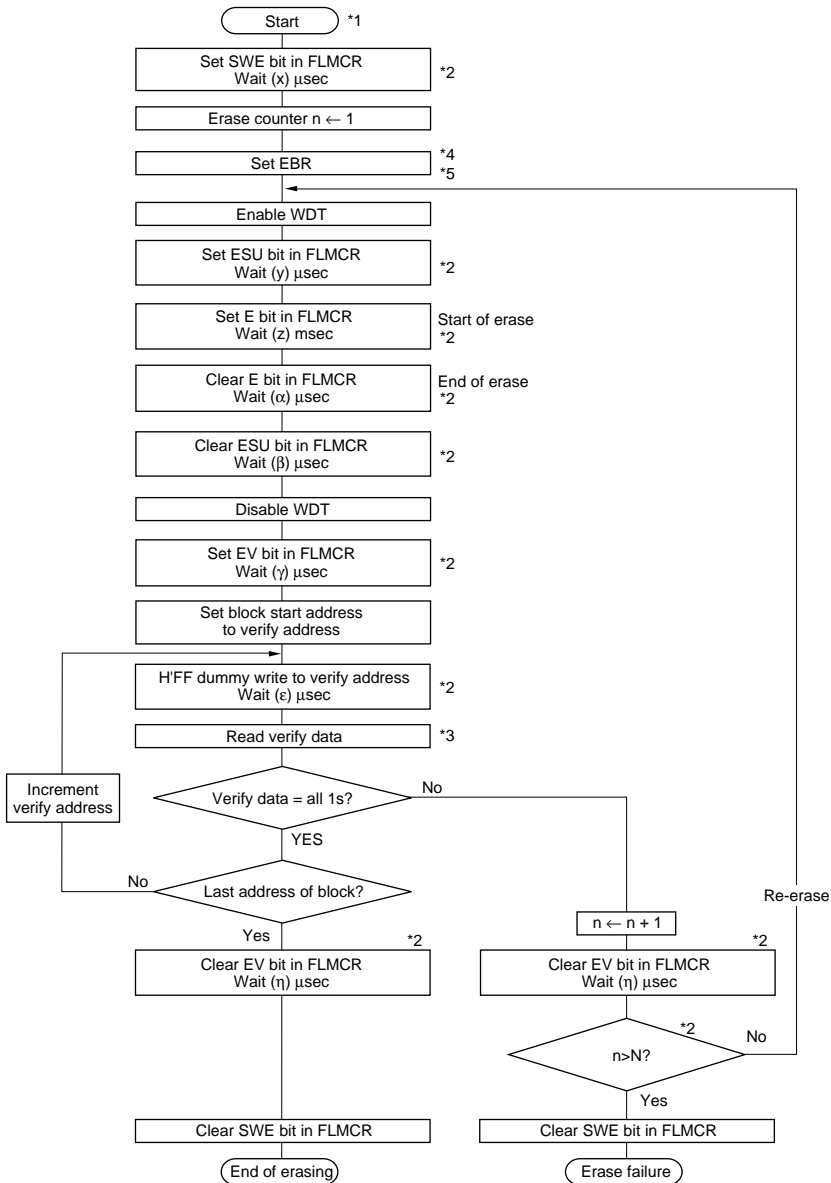 Start
*1
Set SWE bit in FLMCR
Wait (x) μsec
*2
Erase counter n ← 1
Set EBR
*4
*5
Enable WDT
Set ESU bit in FLMCR
Wait (y) μsec
*2
Set E bit in FLMCR
Wait (z) msec
Start of erase
*2
Clear E bit in FLMCR
Wait (α) μsec
End of erase
*2
Clear ESU bit in FLMCR
Wait (β) μsec
*2
Disable WDT
Set EV bit in FLMCR
Wait (γ) μsec
*2
Set block start address
to verify address
H'FF dummy write to verify address
Wait (ε) μsec
*2
Read verify data
*3
Increment
verify address
Verify data = all 1s?
No
YES
Last address of block?
No
Yes
Re-erase
n ← n + 1
*2
Clear EV bit in FLMCR
Wait (η) μsec
*2
Clear EV bit in FLMCR
Wait (η) μsec
*2
n>N?
No
Yes
Clear SWE bit in FLMCR
Clear SWE bit in FLMCR
End of erasing
Erase failure